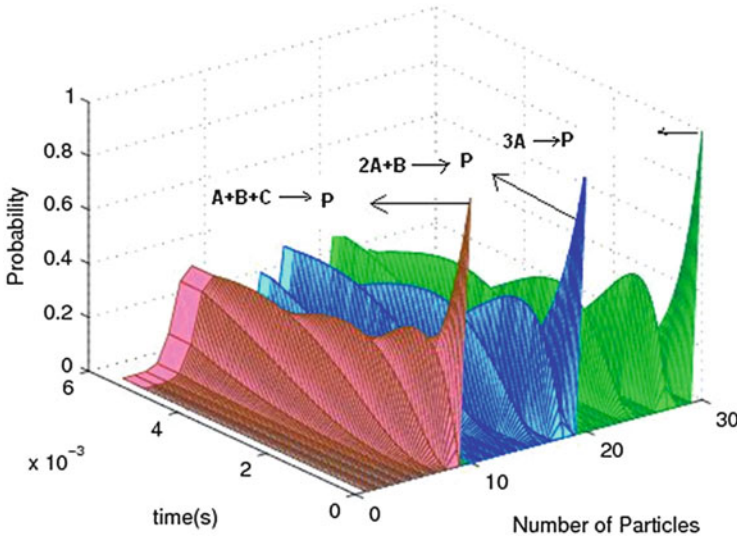 1
0.8
0.6
0.4
0.2
0
Probability
A+B+C → P
2A+B → P
3A → P
6
4
2
0
x 10⁻³
time(s)
0
10
20
30
Number of Particles